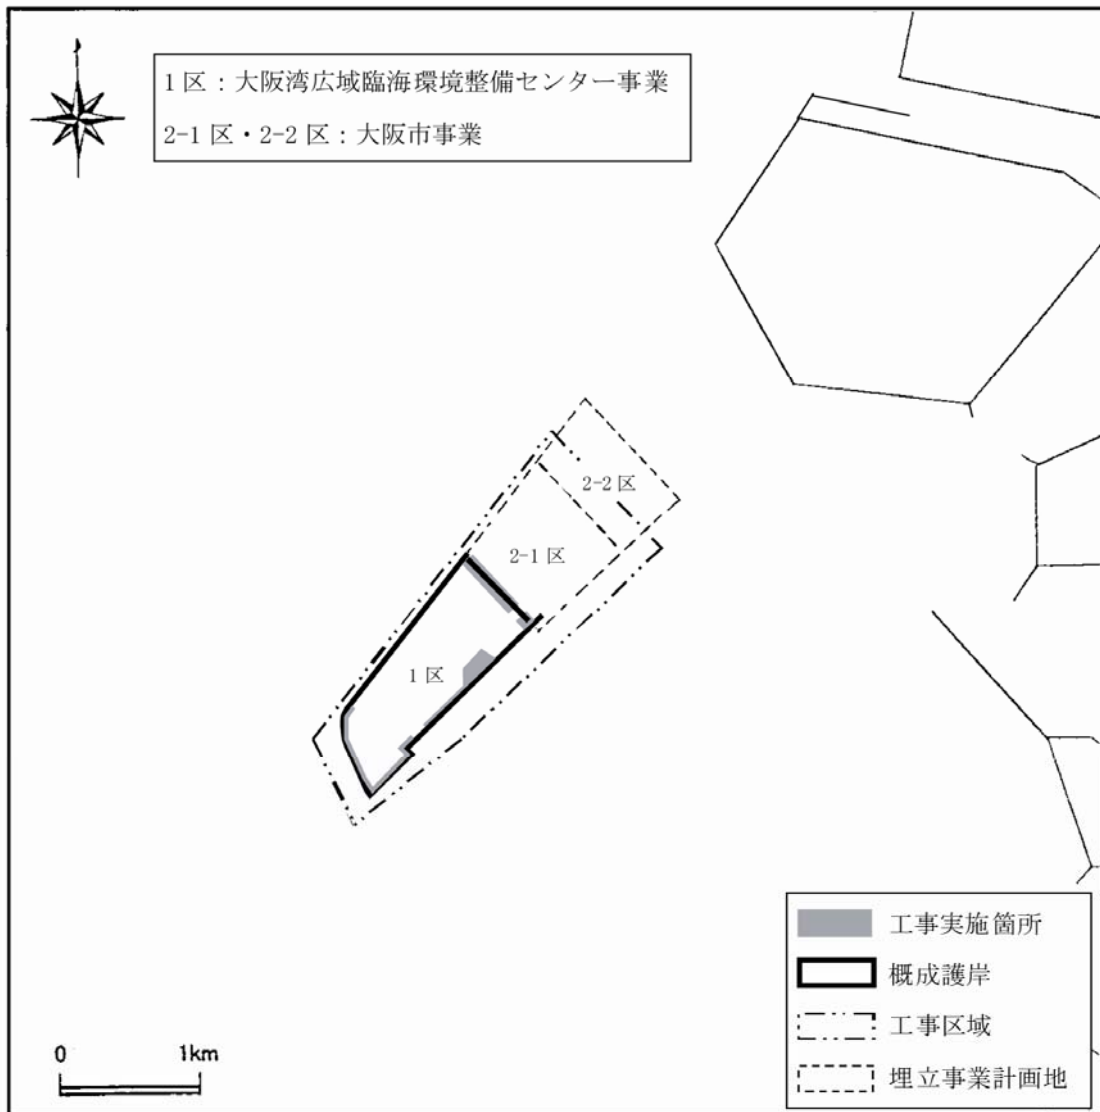 1区：大阪湾広域臨海環境整備センター事業
2-1区・2-2区：大阪市事業
2-2区
2-1区
1区
工事実施箇所
概成護岸
工事区域
埋立事業計画地
0 1km